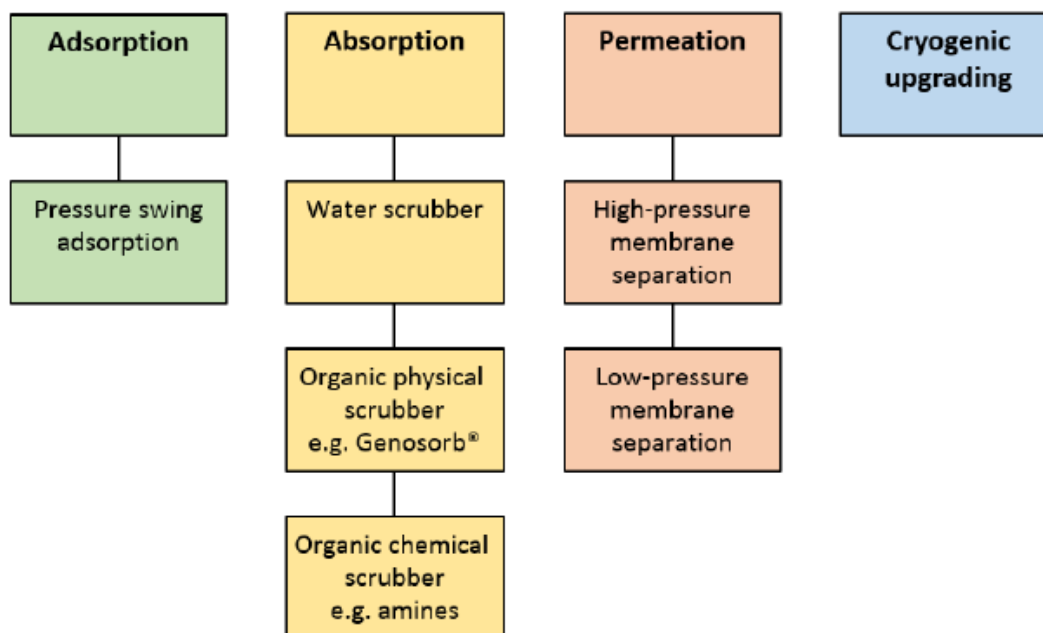 Adsorption
Pressure swing
adsorption
Absorption
Water scrubber
Organic physical
scrubber
e.g. Genosorb®
Organic chemical
scrubber
e.g. amines
Permeation
High-pressure
membrane
separation
Low-pressure
membrane
separation
Cryogenic
upgrading